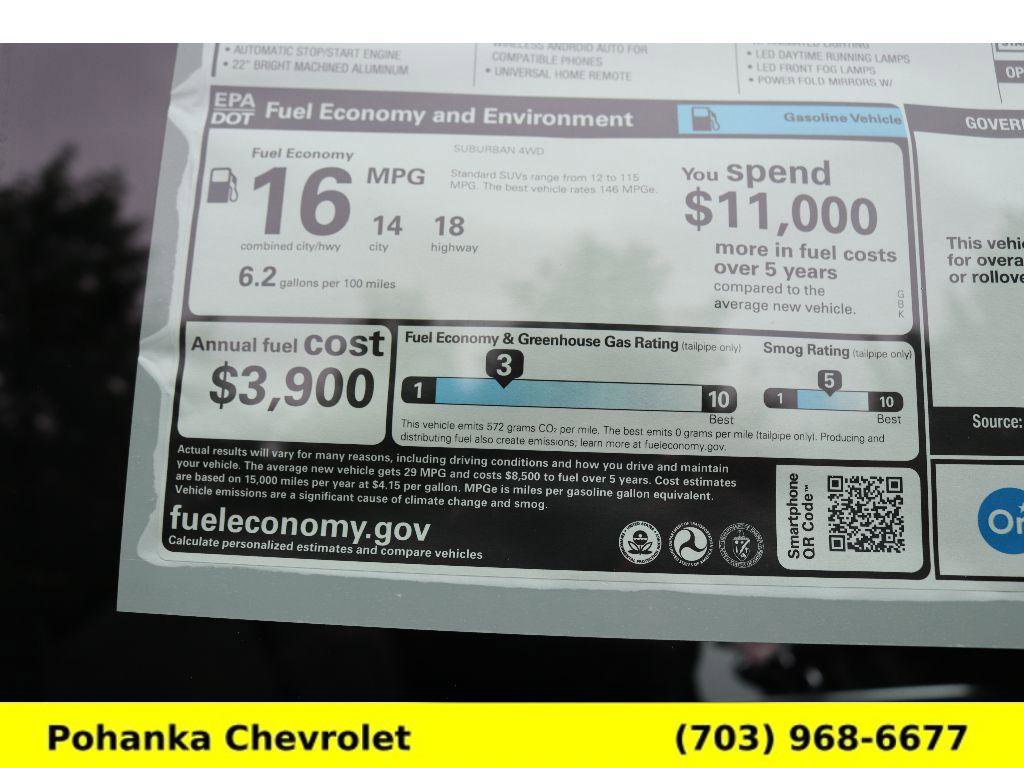 • AUTOMATIC STOP/START ENGINE
• 22" BRIGHT MACHINED ALUMINUM
WIRELESS ANDROID AUTO FOR
COMPATIBLE PHONES
• UNIVERSAL HOME REMOTE
• LED DAYTIME RUNNING LAMPS
• LED FRONT FOG LAMPS
• POWER FOLD MIRRORS W/
OP
EPA
DOT
Fuel Economy and Environment
Gasoline Vehicle
GOVER
Fuel Economy
SUBURBAN 4WD
16 MPG
Standard SUVs range from 12 to 115
MPG. The best vehicle rates 146 MPGe.
14 18
combined city/hwy city highway
6.2 gallons per 100 miles
You spend
$11,000
more in fuel costs
over 5 years
compared to the
average new vehicle.
G
B
K
This vehi
for overa
or rollove
Annual fuel cost
$3,900
Fuel Economy & Greenhouse Gas Rating (tailpipe only)
3
1 10
Best
Smog Rating (tailpipe only)
5
1 10
Best
This vehicle emits 572 grams CO₂ per mile. The best emits 0 grams per mile (tailpipe only). Producing and
distributing fuel also create emissions; learn more at fueleconomy.gov.
Source:
Actual results will vary for many reasons, including driving conditions and how you drive and maintain
your vehicle. The average new vehicle gets 29 MPG and costs $8,500 to fuel over 5 years. Cost estimates
are based on 15,000 miles per year at $4.15 per gallon. MPGe is miles per gasoline gallon equivalent.
Vehicle emissions are a significant cause of climate change and smog.
fueleconomy.gov
Calculate personalized estimates and compare vehicles
Smartphone
QR Code™
On
Pohanka Chevrolet (703) 968-6677